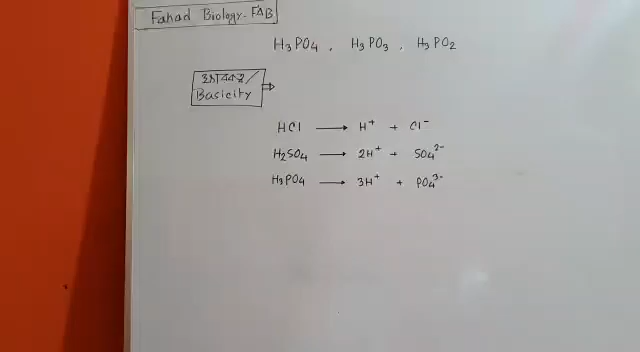 Fahad Biology-FAB
H₃PO₄ , H₃PO₃ , H₃PO₂
Basicity ⇒
HCl ⟶ H⁺ + Cl⁻
H₂SO₄ ⟶ 2H⁺ + SO₄²⁻
H₃PO₄ ⟶ 3H⁺ + PO₄³⁻